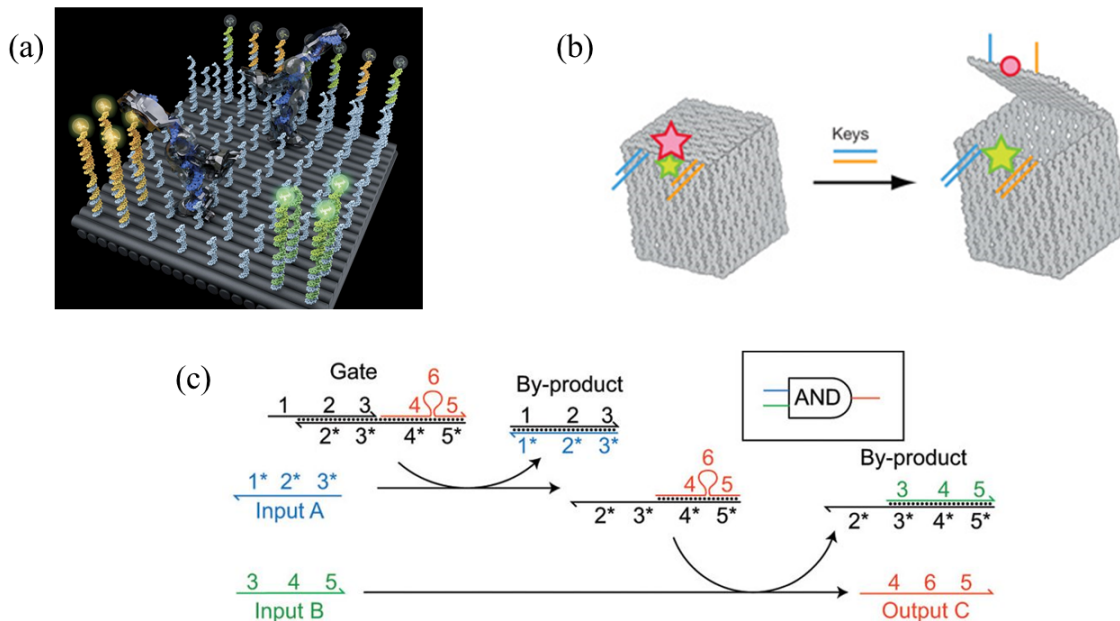 (a)
(b)
Keys
(c)
Gate
1 2 3 4 6 5
2* 3* 4* 5*
By-product
1 2 3
1* 2* 3*
AND
1* 2* 3*
Input A
4 6 5
2* 3* 4* 5*
By-product
3 4 5
2* 3* 4* 5*
3 4 5
Input B
4 6 5
Output C